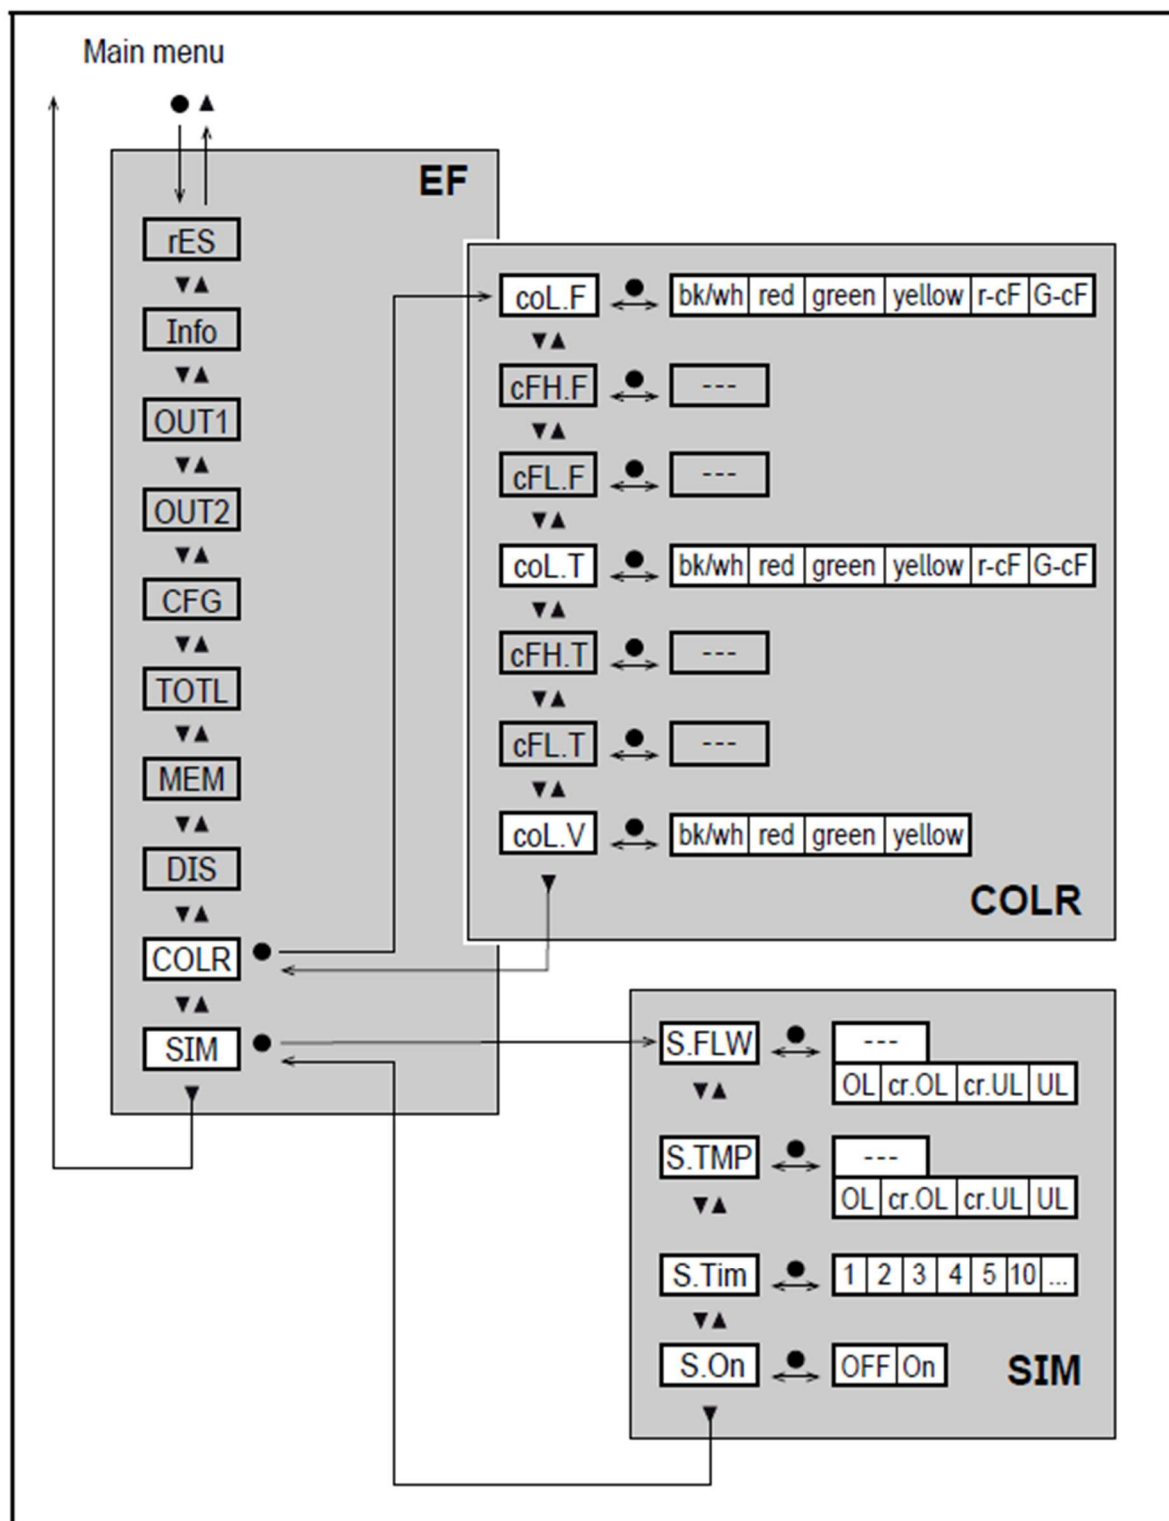 Main menu
EF
rES
Info
OUT1
OUT2
CFG
TOTL
MEM
DIS
COLR
SIM
coL.F bk/wh red green yellow r-cF G-cF
cFH.F ---
cFL.F ---
coL.T bk/wh red green yellow r-cF G-cF
cFH.T ---
cFL.T ---
coL.V bk/wh red green yellow
COLR
S.FLW ---
OL cr.OL cr.UL UL
S.TMP ---
OL cr.OL cr.UL UL
S.Tim 1 2 3 4 5 10 ...
S.On OFF On
SIM